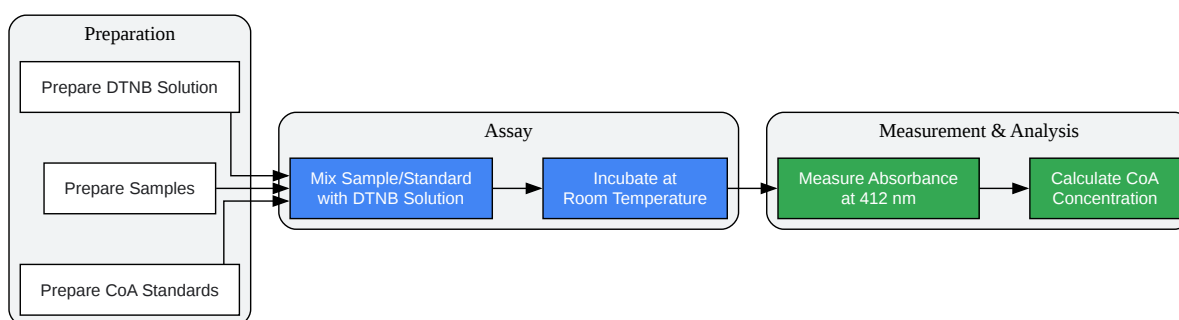 Preparation
Prepare DTNB Solution
Prepare Samples
Prepare CoA Standards
Assay
Mix Sample/Standard
with DTNB Solution
Incubate at
Room Temperature
Measurement & Analysis
Measure Absorbance
at 412 nm
Calculate CoA
Concentration